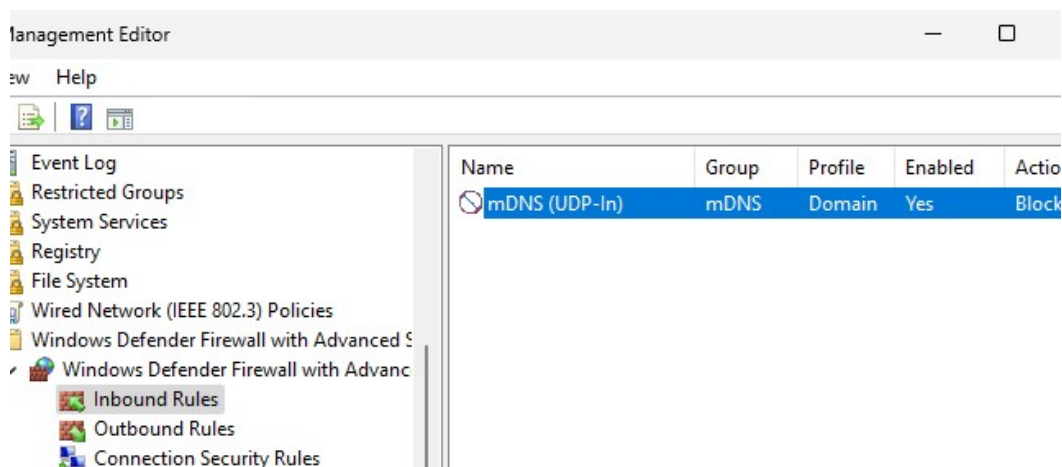 Management Editor
ew Help
Event Log
Restricted Groups
System Services
Registry
File System
Wired Network (IEEE 802.3) Policies
Windows Defender Firewall with Advanced S
Windows Defender Firewall with Advanc
Inbound Rules
Outbound Rules
Connection Security Rules
Name Group Profile Enabled Actio
mDNS (UDP-In) mDNS Domain Yes Block